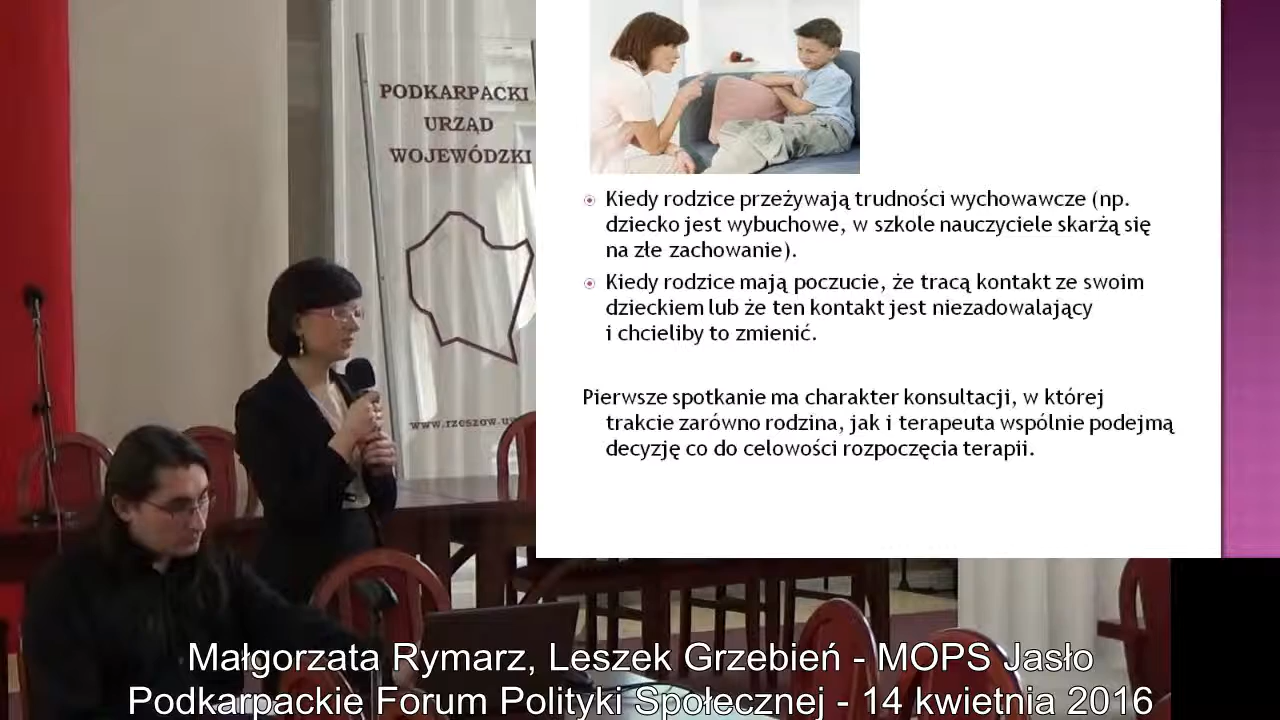 PODKARPACKI
URZĄD
WOJEWÓDZKI
www.rzeszow.u
Kiedy rodzice przeżywają trudności wychowawcze (np.
dziecko jest wybuchowe, w szkole nauczyciele skarżą się
na złe zachowanie).
Kiedy rodzice mają poczucie, że tracą kontakt ze swoim
dzieckiem lub że ten kontakt jest niezadowalający
i chcieliby to zmienić.
Pierwsze spotkanie ma charakter konsultacji, w której
trakcie zarówno rodzina, jak i terapeuta wspólnie podejmą
decyzję co do celowości rozpoczęcia terapii.
Małgorzata Rymarz, Leszek Grzebień - MOPS Jasło
Podkarpackie Forum Polityki Społecznej - 14 kwietnia 2016